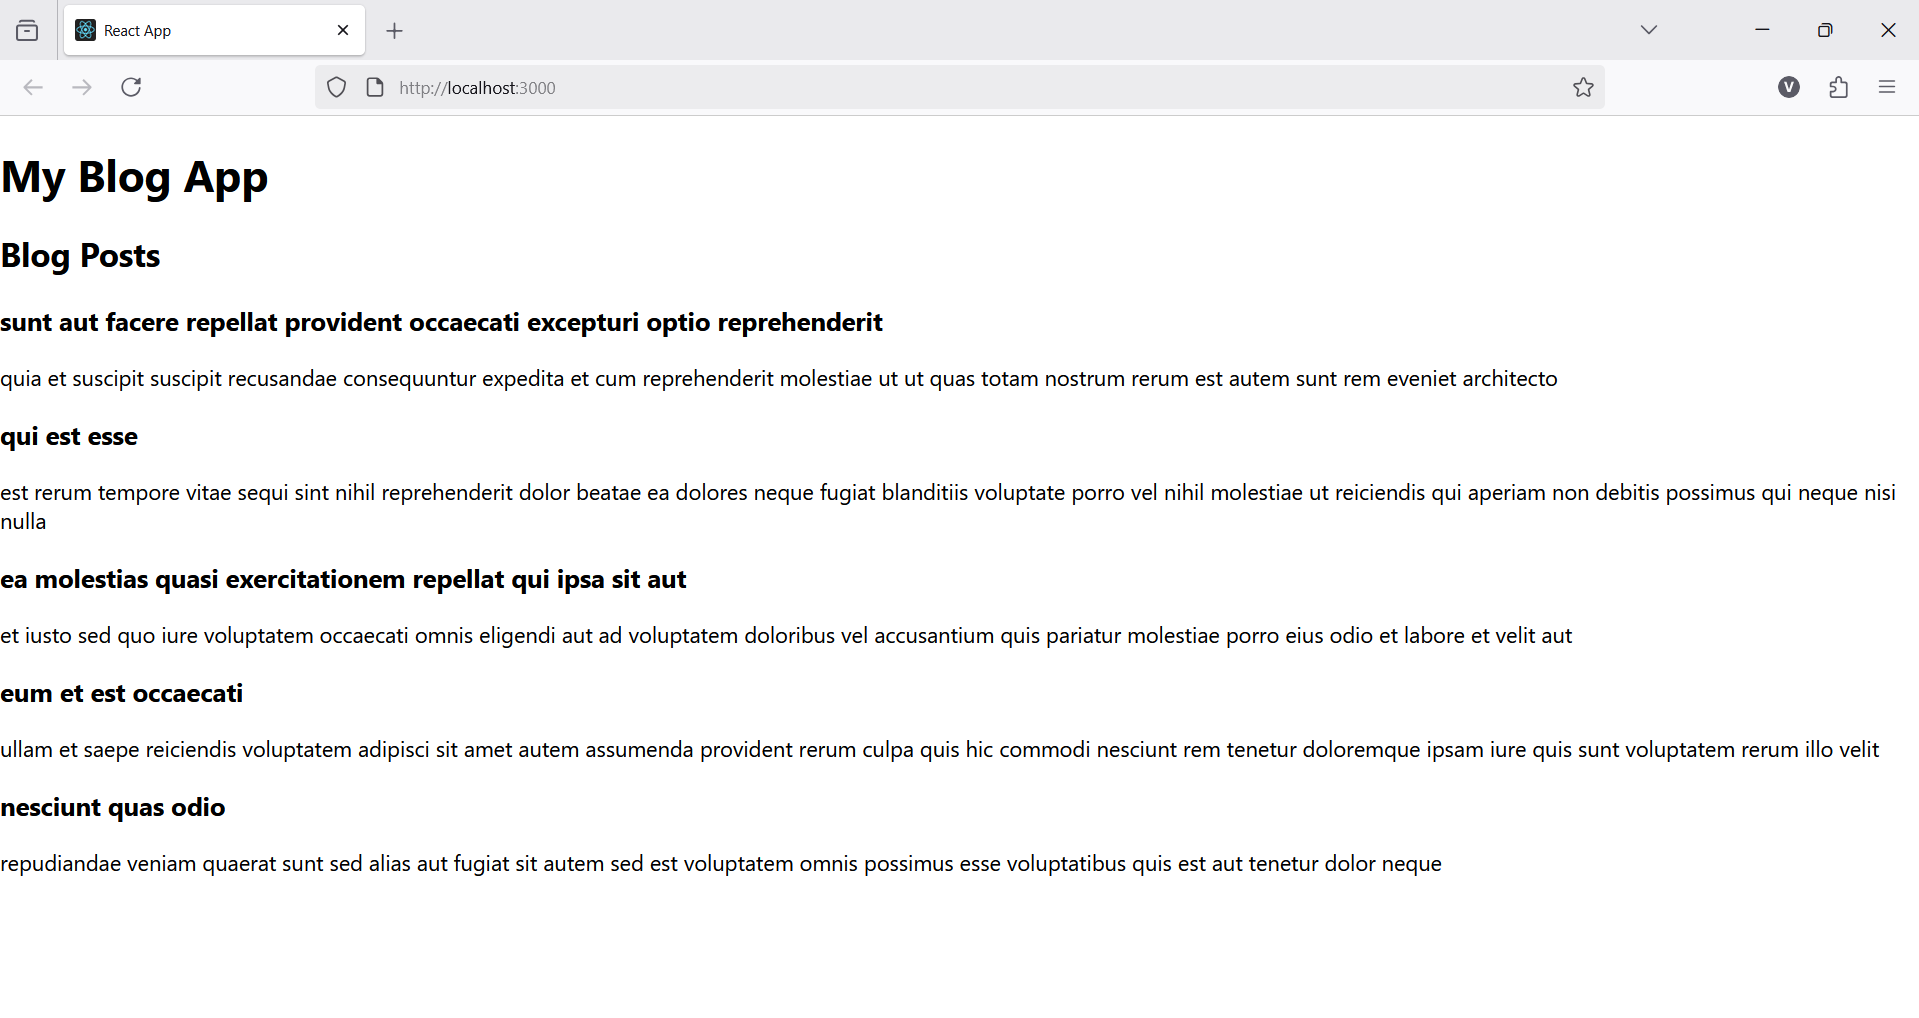 React App
http://localhost:3000
V
My Blog App
Blog Posts
sunt aut facere repellat provident occaecati excepturi optio reprehenderit
quia et suscipit suscipit recusandae consequuntur expedita et cum reprehenderit molestiae ut ut quas totam nostrum rerum est autem sunt rem eveniet architecto
qui est esse
est rerum tempore vitae sequi sint nihil reprehenderit dolor beatae ea dolores neque fugiat blanditiis voluptate porro vel nihil molestiae ut reiciendis qui aperiam non debitis possimus qui neque nisi
nulla
ea molestias quasi exercitationem repellat qui ipsa sit aut
et iusto sed quo iure voluptatem occaecati omnis eligendi aut ad voluptatem doloribus vel accusantium quis pariatur molestiae porro eius odio et labore et velit aut
eum et est occaecati
ullam et saepe reiciendis voluptatem adipisci sit amet autem assumenda provident rerum culpa quis hic commodi nesciunt rem tenetur doloremque ipsam iure quis sunt voluptatem rerum illo velit
nesciunt quas odio
repudiandae veniam quaerat sunt sed alias aut fugiat sit autem sed est voluptatem omnis possimus esse voluptatibus quis est aut tenetur dolor neque